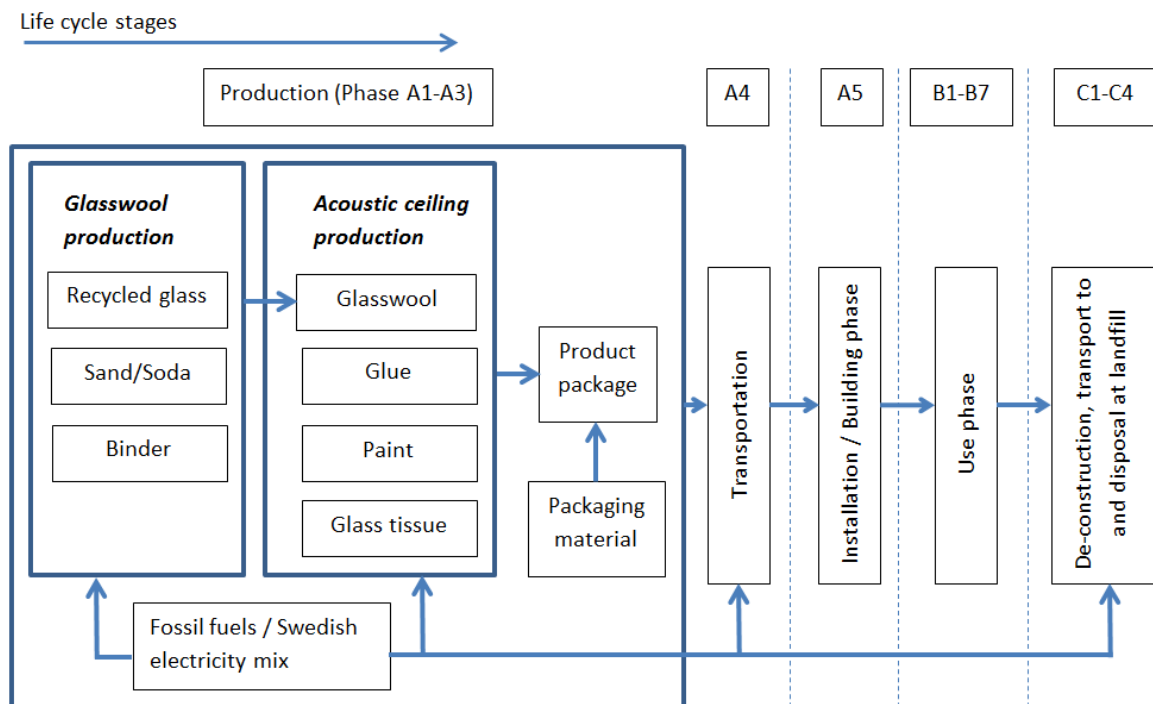 Life cycle stages
Production (Phase A1-A3)
A4
A5
B1-B7
C1-C4
Glasswool
production
Recycled glass
Sand/Soda
Binder
Acoustic ceiling
production
Glasswool
Glue
Paint
Glass tissue
Product
package
Packaging
material
Fossil fuels / Swedish
electricity mix
Transportation
Installation / Building phase
Use phase
De-construction, transport to
and disposal at landfill